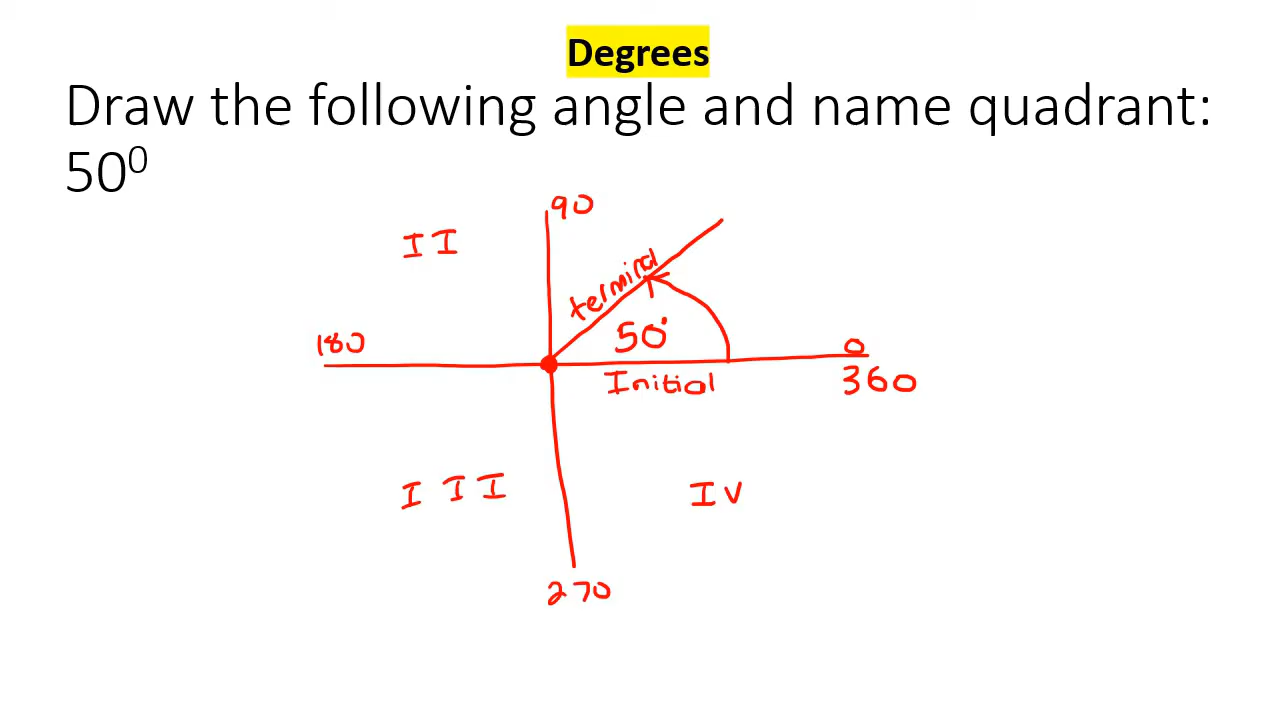 Degrees
Draw the following angle and name quadrant:
50⁰
90
II
terminal
50°
180
0
Initial
360
III
IV
270